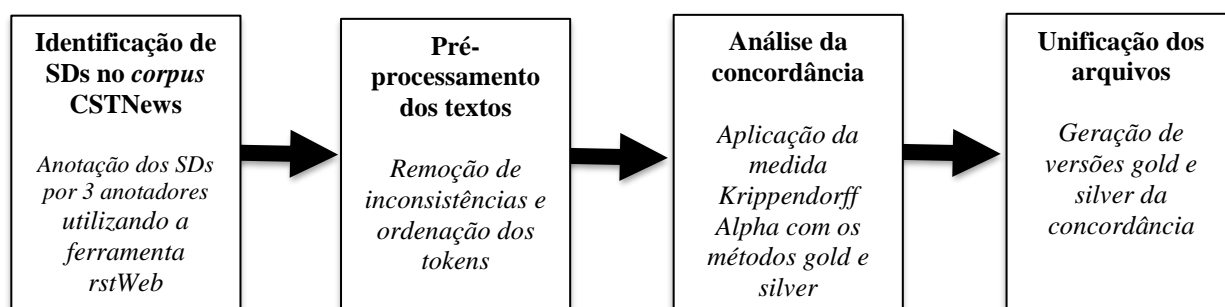 Identificação de
SDs no corpus
CSTNews
Anotação dos SDs
por 3 anotadores
utilizando a
ferramenta
rstWeb
Pré-
processamento
dos textos
Remoção de
inconsistências e
ordenação dos
tokens
Análise da
concordância
Aplicação da
medida
Krippendorff
Alpha com os
métodos gold e
silver
Unificação dos
arquivos
Geração de
versões gold e
silver da
concordância